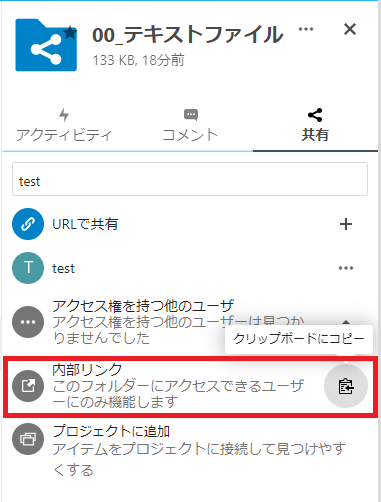 00_テキストファイル
133 KB, 18分前
アクティビティ
コメント
共有
test
URLで共有
T
test
アクセス権を持つ他のユーザ
アクセス権を持つ他のユーザーは見つか
りませんでした
クリップボードにコピー
内部リンク
このフォルダーにアクセスできるユーザ
ーにのみ機能します
プロジェクトに追加
アイテムをプロジェクトに接続して見つけやす
くする